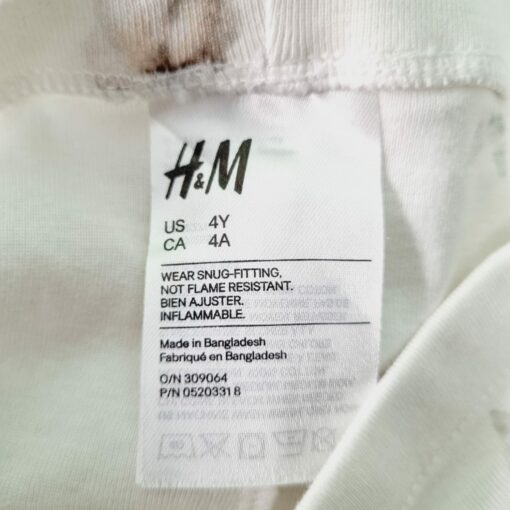 H&M
US 4Y
CA 4A
WEAR SNUG-FITTING,
NOT FLAME RESISTANT.
BIEN AJUSTER.
INFLAMMABLE.
Made in Bangladesh
Fabriqué en Bangladesh
O/N 309064
P/N 0520331 8